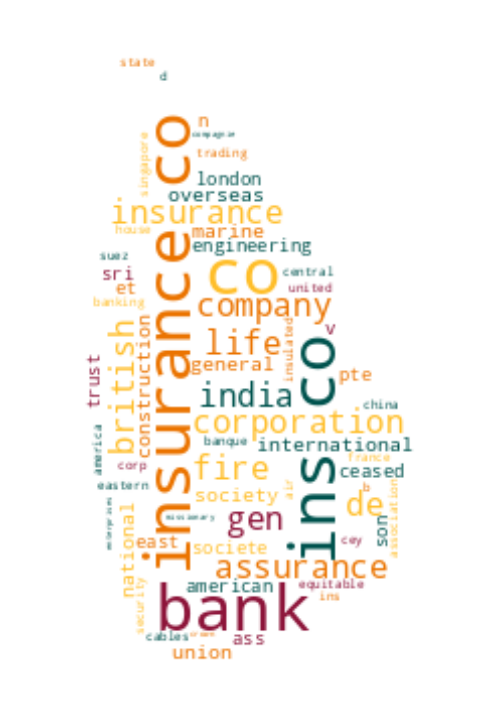 state
d
insurance co
n
compagnie
singapore
trading
london
overseas
insurance
house
marine
engineering
suez
sri
co
central
et
united
banking
company
v
construction
british
life
insulated
ins co
general
trust
pte
india
china
corporation
america
banque
international
corp
fire
france
ceased
eastern
society
air
b
de
association
enterprises
national
missionary
gen
son
east
societe
cey
assurance
american
equitable
security
bank
ins
cables
ass
union